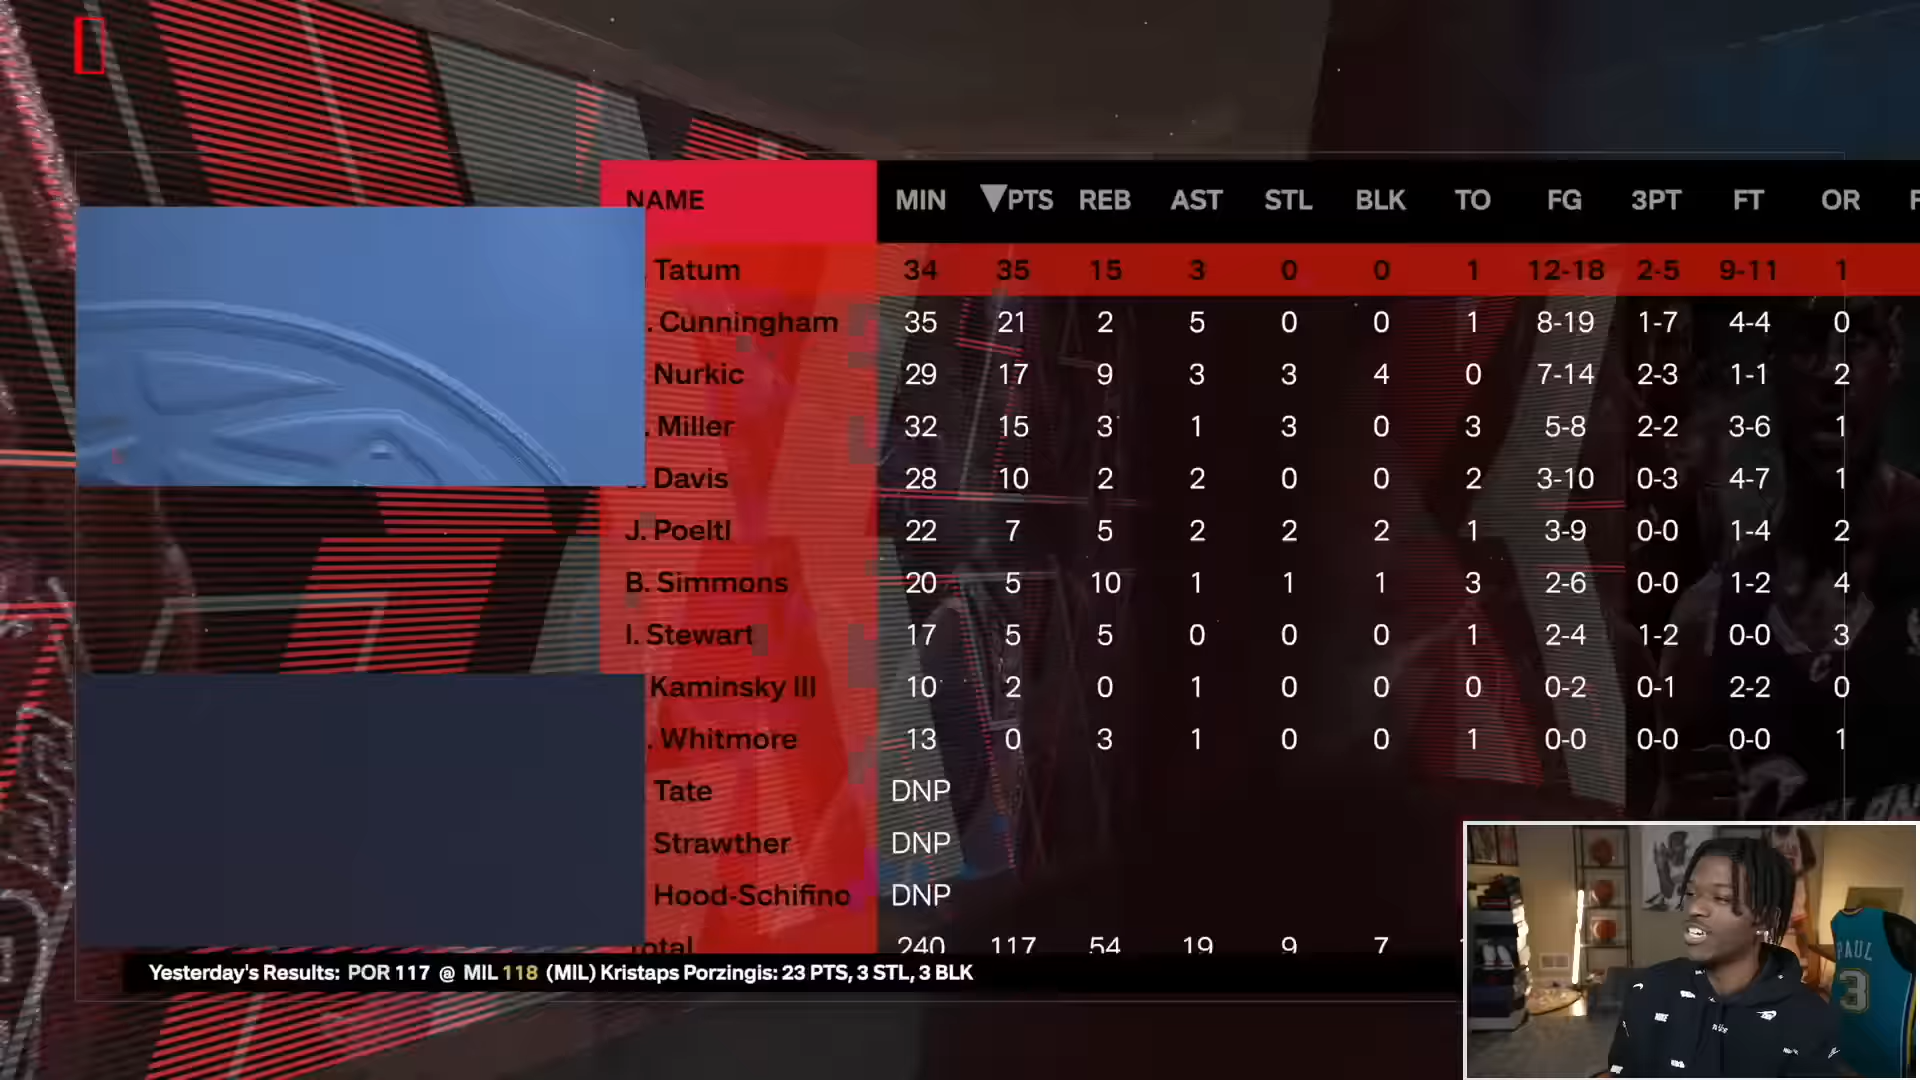 NAME MIN ▼PTS REB AST STL BLK TO FG 3PT FT OR
Tatum 34 35 15 3 0 0 1 12-18 2-5 9-11 1
. Cunningham 35 21 2 5 0 0 1 8-19 1-7 4-4 0
Nurkic 29 17 9 3 3 4 0 7-14 2-3 1-1 2
. Miller 32 15 3 1 3 0 3 5-8 2-2 3-6 1
Davis 28 10 2 2 0 0 2 3-10 0-3 4-7 1
J. Poeltl 22 7 5 2 2 2 1 3-9 0-0 1-4 2
B. Simmons 20 5 10 1 1 1 3 2-6 0-0 1-2 4
I. Stewart 17 5 5 0 0 0 1 2-4 1-2 0-0 3
Kaminsky III 10 2 0 1 0 0 0 0-2 0-1 2-2 0
. Whitmore 13 0 3 1 0 0 1 0-0 0-0 0-0 1
Tate DNP
Strawther DNP
Hood-Schifino DNP
Total 240 117 54 19 9 7
Yesterday's Results: POR 117 @ MIL 118 (MIL) Kristaps Porzingis: 23 PTS, 3 STL, 3 BLK
PAUL
3